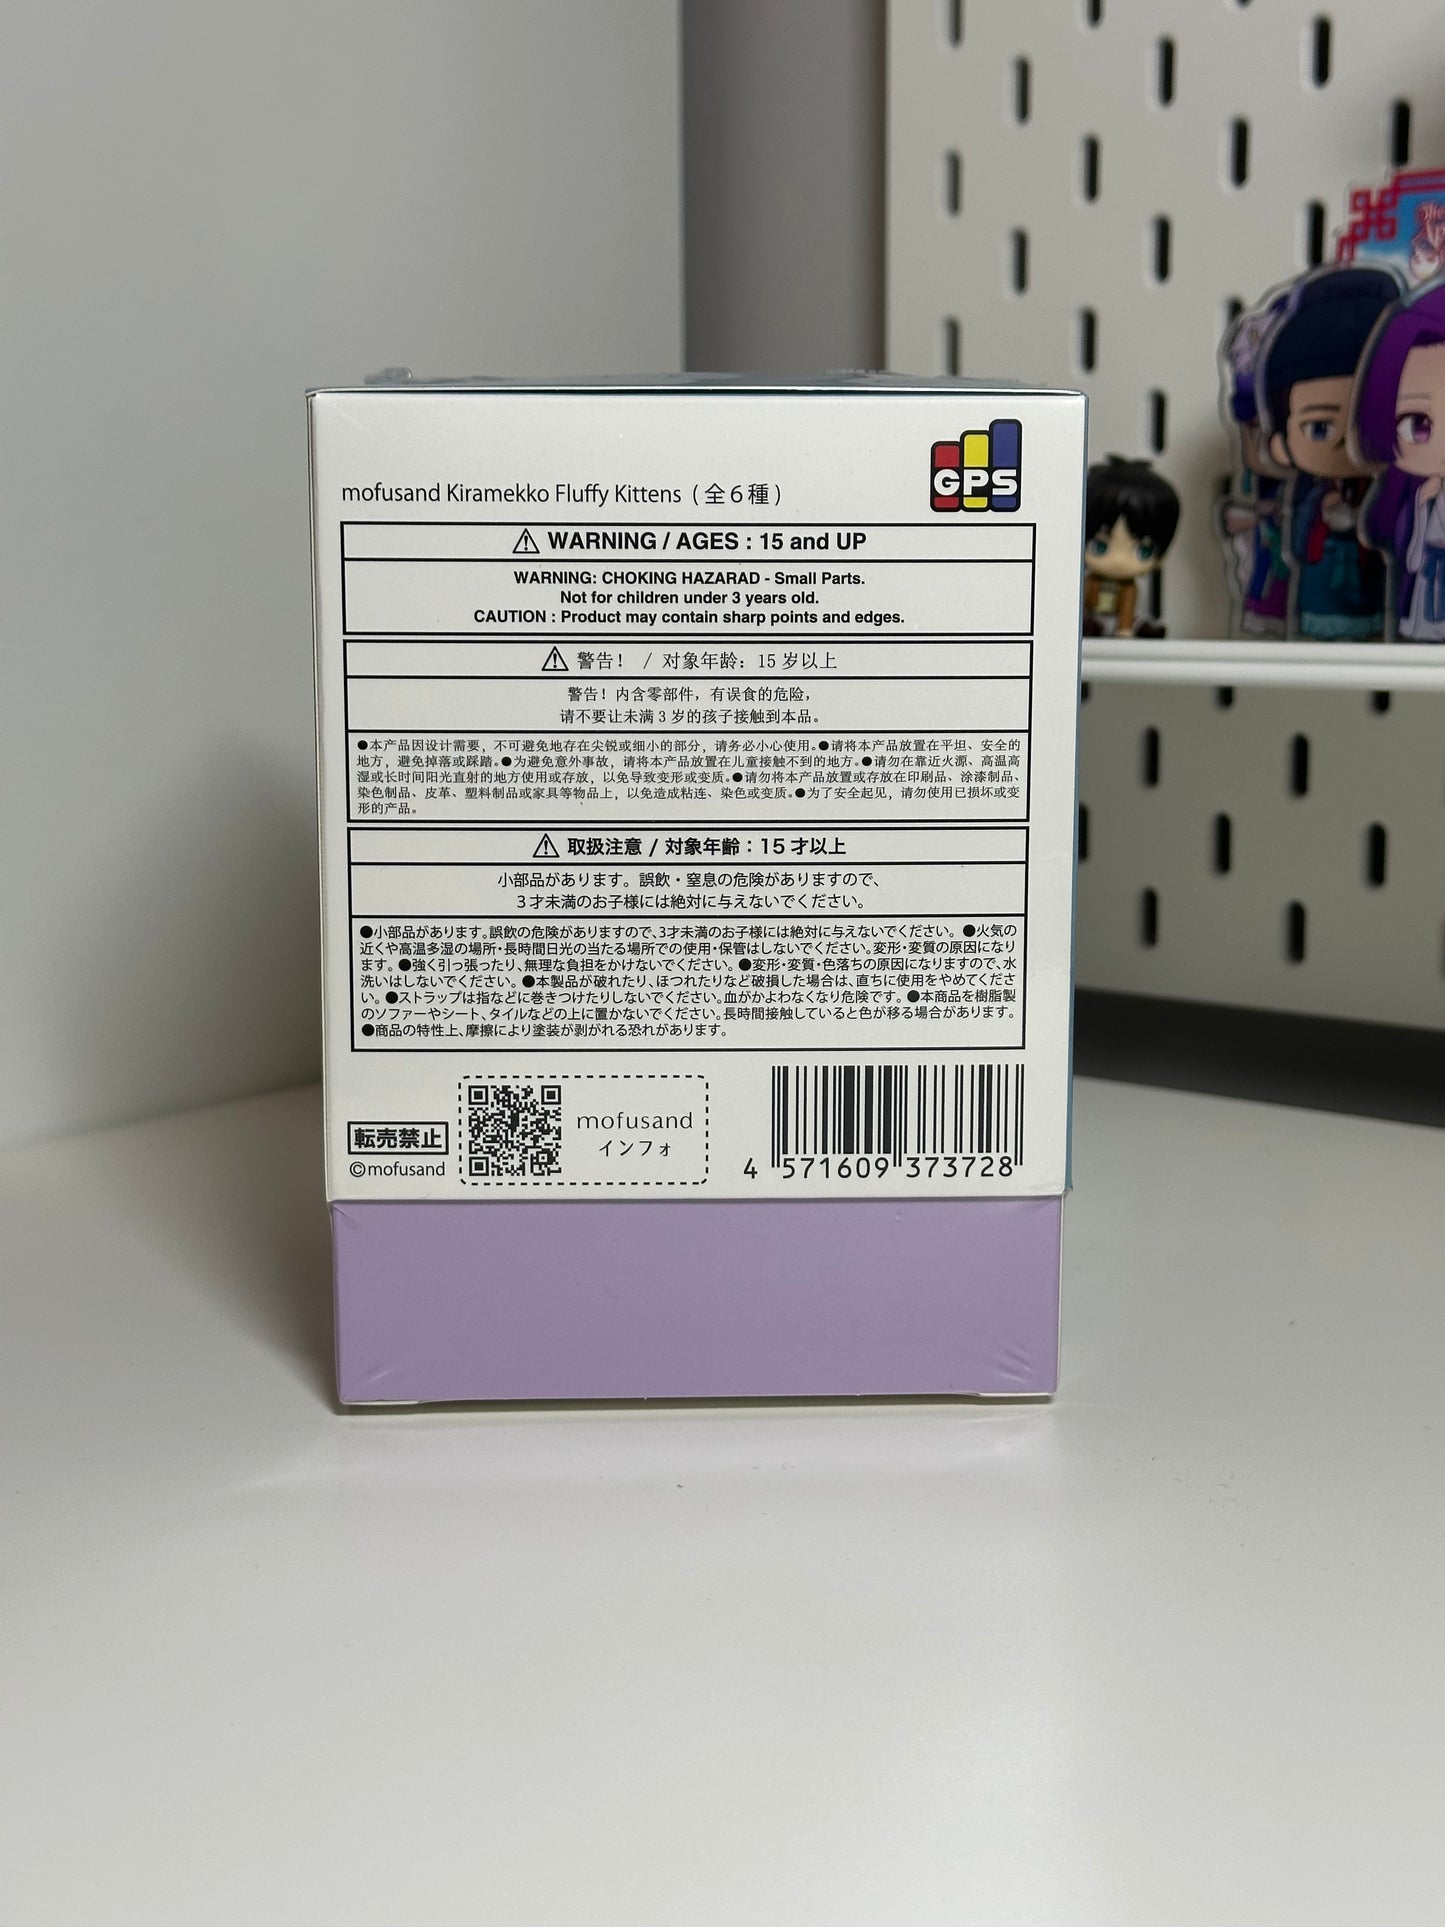 mofusand Kiramekko Fluffy Kittens (全6種)
GPS
⚠ WARNING / AGES : 15 and UP
WARNING: CHOKING HAZARAD - Small Parts.
Not for children under 3 years old.
CAUTION : Product may contain sharp points and edges.
⚠ 警告! / 对象年龄: 15 岁以上
警告! 内含零部件, 有误食的危险,
请不要让未满 3 岁的孩子接触到本品。
●本产品因设计需要, 不可避免地存在尖锐或细小的部分, 请务必小心使用。●请将本产品放置在平坦、安全的
地方, 避免掉落或踩踏。●为避免意外事故, 请将本产品放置在儿童接触不到的地方。●请勿在靠近火源、高温高
湿或长时间阳光直射的地方使用或存放, 以免导致变形或变质。●请勿将本产品放置或存放在印刷品、涂漆制品、
染色制品、皮革、塑料制品或家具等物品上, 以免造成粘连、染色或变质。●为了安全起见, 请勿使用已损坏或变
形的产品。
⚠ 取扱注意 / 対象年齢 : 15 才以上
小部品があります。誤飲・窒息の危険がありますので、
3才未満のお子様には絶対に与えないでください。
●小部品があります。誤飲の危険がありますので、3才未満のお子様には絶対に与えないでください。 ●火気の
近くや高温多湿の場所・長時間日光の当たる場所での使用・保管はしないでください。変形・変質の原因になり
ます。●強く引っ張ったり、無理な負担をかけないでください。●変形・変質・色落ちの原因になりますので、水
洗いはしないでください。●本製品が破れたり、ほつれたりなど破損した場合は、直ちに使用をやめてくださ
い。●ストラップは指などに巻きつけたりしないでください。血がかよわなくなり危険です。●本商品を樹脂製
のソファーやシート、タイルなどの上に置かないでください。長時間接触していると色が移る場合があります。
●商品の特性上、摩擦により塗装が剥がれる恐れがあります。
転売禁止
©mofusand
mofusand
インフォ
4 571609 373728
The